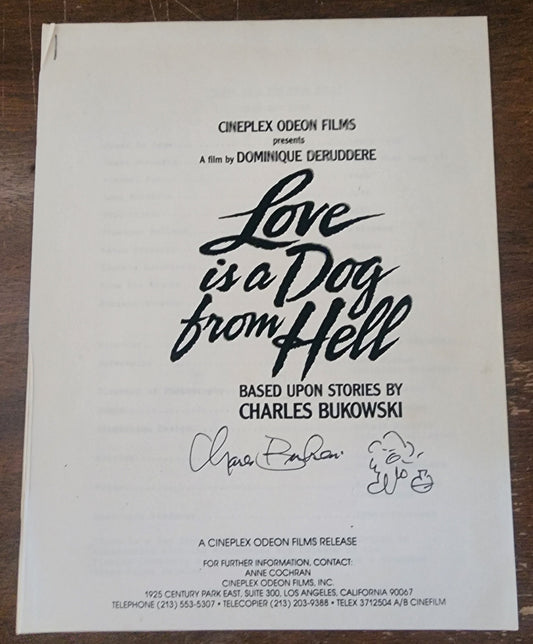 CINEPLEX ODEON FILMS
presents
A film by DOMINIQUE DERUDDERE
Love
is a Dog
from Hell
BASED UPON STORIES BY
CHARLES BUKOWSKI
Charles Bukowski
A CINEPLEX ODEON FILMS RELEASE
FOR FURTHER INFORMATION, CONTACT:
ANNE COCHRAN
CINEPLEX ODEON FILMS, INC.
1925 CENTURY PARK EAST, SUITE 300, LOS ANGELES, CALIFORNIA 90067
TELEPHONE (213) 553-5307 • TELECOPIER (213) 203-9388 • TELEX 3712504 A/B CINEFILM